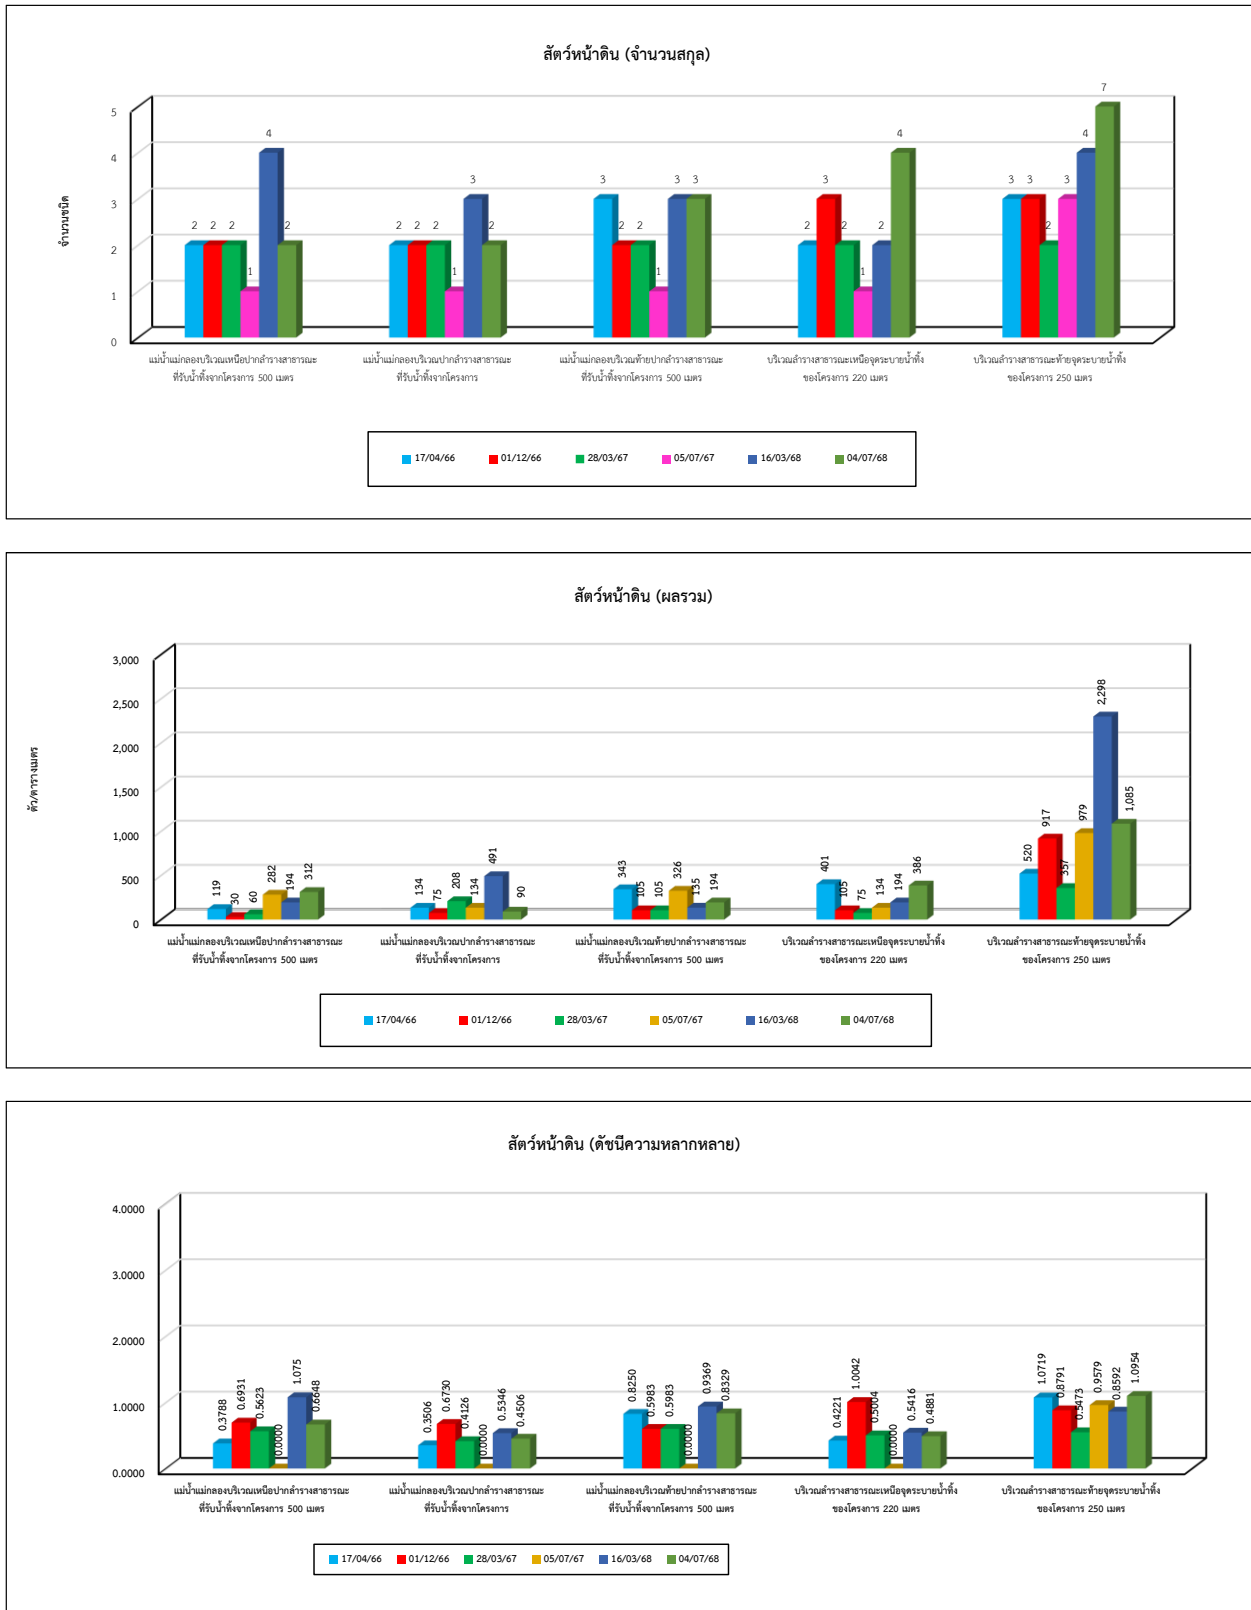 สัตว์หน้าดิน (จำนวนสกุล)
จำนวนชนิด
5
4
3
2
1
0
2 2 2 1 4 2
2 2 2 1 3 2
3 2 2 1 3 3
2 3 2 1 2 4
3 3 2 3 4 7
แม่น้ำแม่กลองบริเวณเหนือปากลำรางสาธารณะ
ที่รับน้ำทิ้งจากโครงการ 500 เมตร
แม่น้ำแม่กลองบริเวณปากลำรางสาธารณะ
ที่รับน้ำทิ้งจากโครงการ
แม่น้ำแม่กลองบริเวณท้ายปากลำรางสาธารณะ
ที่รับน้ำทิ้งจากโครงการ 500 เมตร
บริเวณลำรางสาธารณะเหนือจุดระบายน้ำทิ้ง
ของโครงการ 220 เมตร
บริเวณลำรางสาธารณะท้ายจุดระบายน้ำทิ้ง
ของโครงการ 250 เมตร
17/04/66 01/12/66 28/03/67 05/07/67 16/03/68 04/07/68
สัตว์หน้าดิน (ผลรวม)
ตัว/ตารางเมตร
3,000
2,500
2,000
1,500
1,000
500
0
119 30 60 282 194 312
134 75 208 134 491 90
343 105 105 326 135 194
401 105 75 134 194 386
520 917 357 979 2,298 1,085
แม่น้ำแม่กลองบริเวณเหนือปากลำรางสาธารณะ
ที่รับน้ำทิ้งจากโครงการ 500 เมตร
แม่น้ำแม่กลองบริเวณปากลำรางสาธารณะ
ที่รับน้ำทิ้งจากโครงการ
แม่น้ำแม่กลองบริเวณท้ายปากลำรางสาธารณะ
ที่รับน้ำทิ้งจากโครงการ 500 เมตร
บริเวณลำรางสาธารณะเหนือจุดระบายน้ำทิ้ง
ของโครงการ 220 เมตร
บริเวณลำรางสาธารณะท้ายจุดระบายน้ำทิ้ง
ของโครงการ 250 เมตร
17/04/66 01/12/66 28/03/67 05/07/67 16/03/68 04/07/68
สัตว์หน้าดิน (ดัชนีความหลากหลาย)
4.0000
3.0000
2.0000
1.0000
0.0000
0.3788 0.6931 0.5623 0.0000 1.075 0.6648
0.3506 0.6730 0.4126 0.0000 0.5346 0.4506
0.8250 0.5983 0.5983 0.0000 0.9369 0.8329
0.4221 1.0042 0.5004 0.0000 0.5416 0.4881
1.0719 0.8791 0.5473 0.9579 0.8592 1.0954
แม่น้ำแม่กลองบริเวณเหนือปากลำรางสาธารณะ
ที่รับน้ำทิ้งจากโครงการ 500 เมตร
แม่น้ำแม่กลองบริเวณปากลำรางสาธารณะ
ที่รับน้ำทิ้งจากโครงการ
แม่น้ำแม่กลองบริเวณท้ายปากลำรางสาธารณะ
ที่รับน้ำทิ้งจากโครงการ 500 เมตร
บริเวณลำรางสาธารณะเหนือจุดระบายน้ำทิ้ง
ของโครงการ 220 เมตร
บริเวณลำรางสาธารณะท้ายจุดระบายน้ำทิ้ง
ของโครงการ 250 เมตร
17/04/66 01/12/66 28/03/67 05/07/67 16/03/68 04/07/68